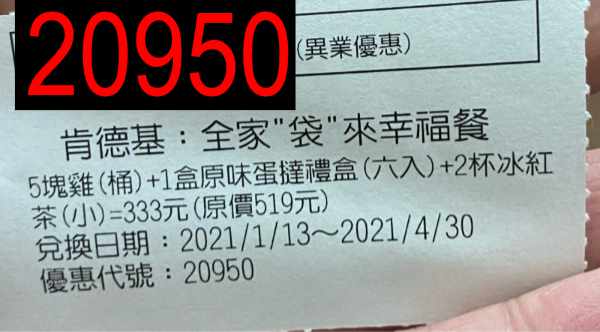 20950
(異業優惠)
肯德基：全家"袋"來幸福餐
5塊雞(桶)+1盒原味蛋撻禮盒(六入)+2杯冰紅
茶(小)=333元(原價519元)
兌換日期：2021/1/13～2021/4/30
優惠代號：20950